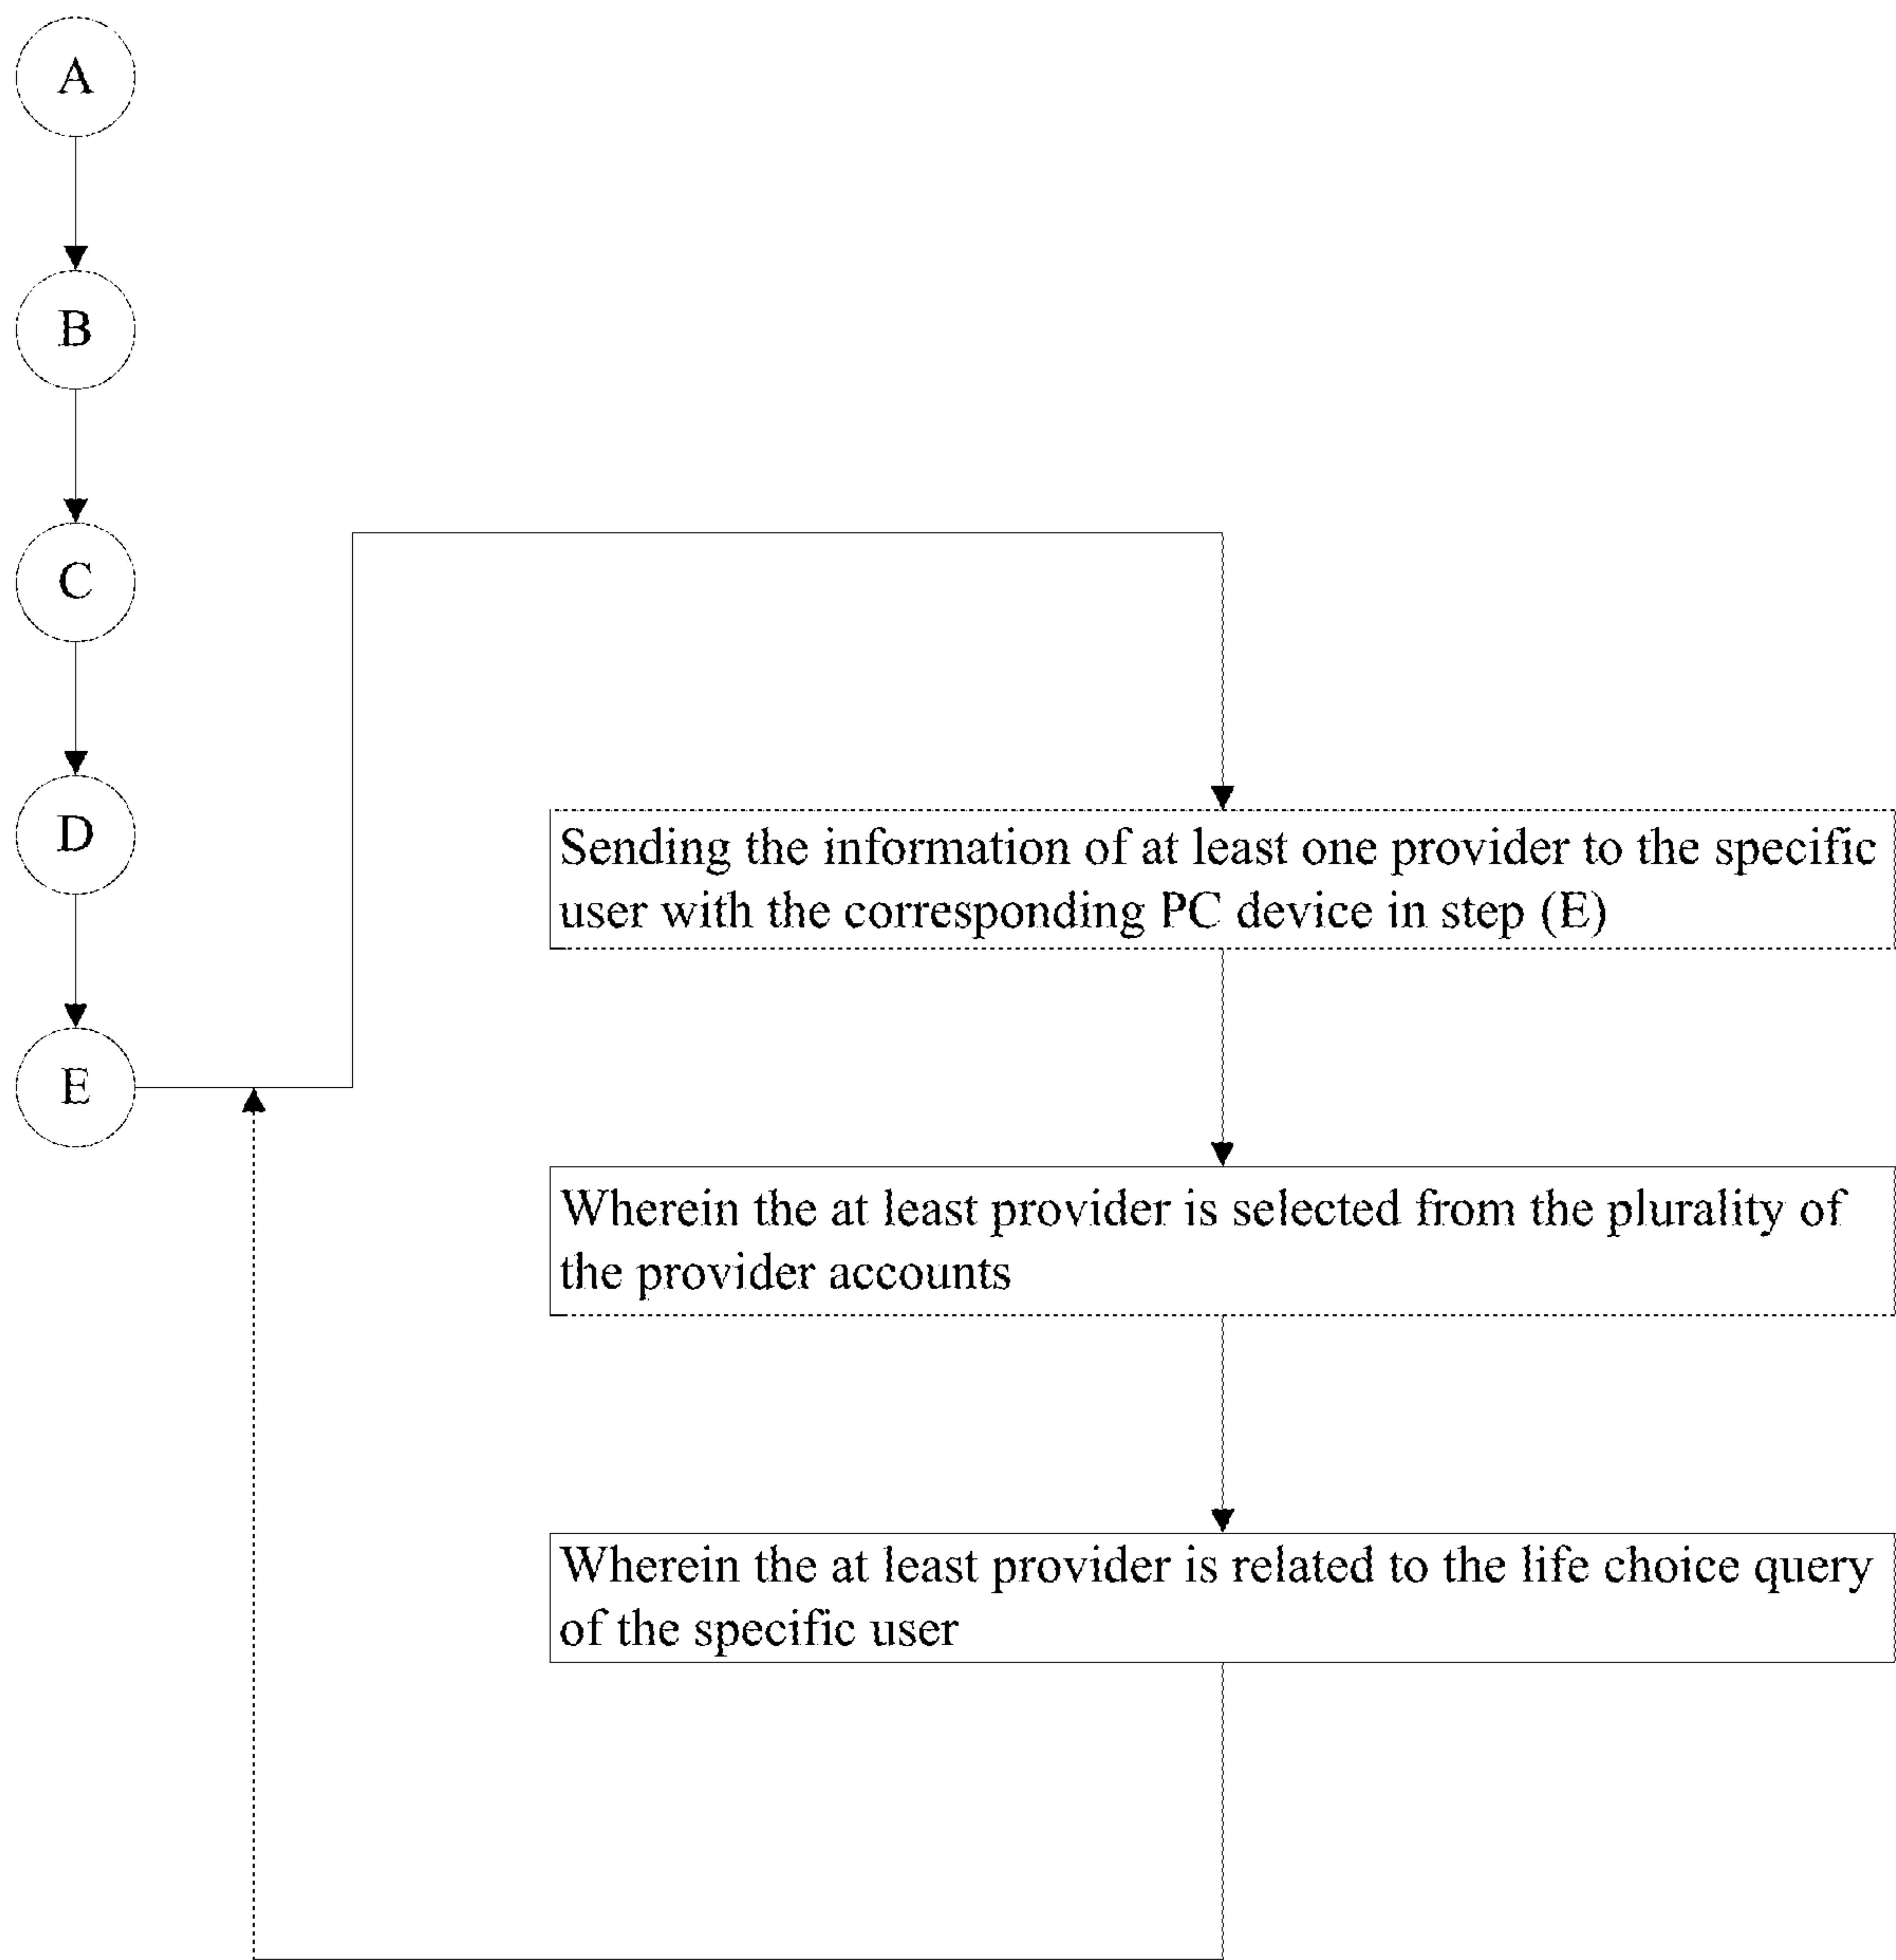 A
B
C
D
E
Sending the information of at least one provider to the specific
user with the corresponding PC device in step (E)
Wherein the at least provider is selected from the plurality of
the provider accounts
Wherein the at least provider is related to the life choice query
of the specific user